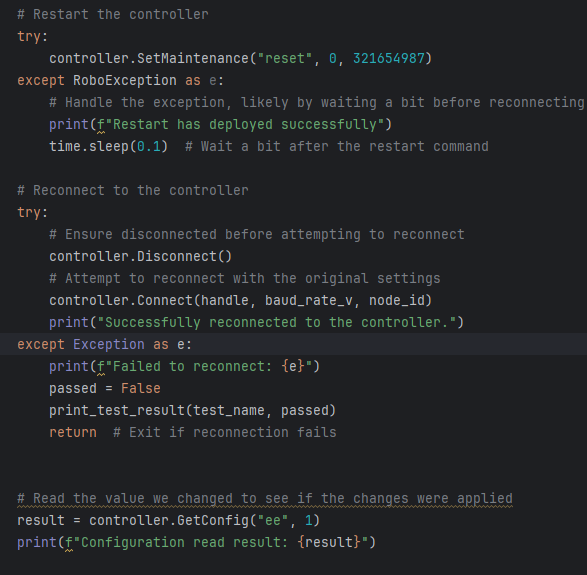 # Restart the controller
try:
    controller.SetMaintenance("reset", 0, 321654987)
except RoboException as e:
    # Handle the exception, likely by waiting a bit before reconnecting
    print(f"Restart has deployed successfully")
    time.sleep(0.1)  # Wait a bit after the restart command

# Reconnect to the controller
try:
    # Ensure disconnected before attempting to reconnect
    controller.Disconnect()
    # Attempt to reconnect with the original settings
    controller.Connect(handle, baud_rate_v, node_id)
    print("Successfully reconnected to the controller.")
except Exception as e:
    print(f"Failed to reconnect: {e}")
    passed = False
    print_test_result(test_name, passed)
    return  # Exit if reconnection fails


# Read the value we changed to see if the changes were applied
result = controller.GetConfig("ee", 1)
print(f"Configuration read result: {result}")